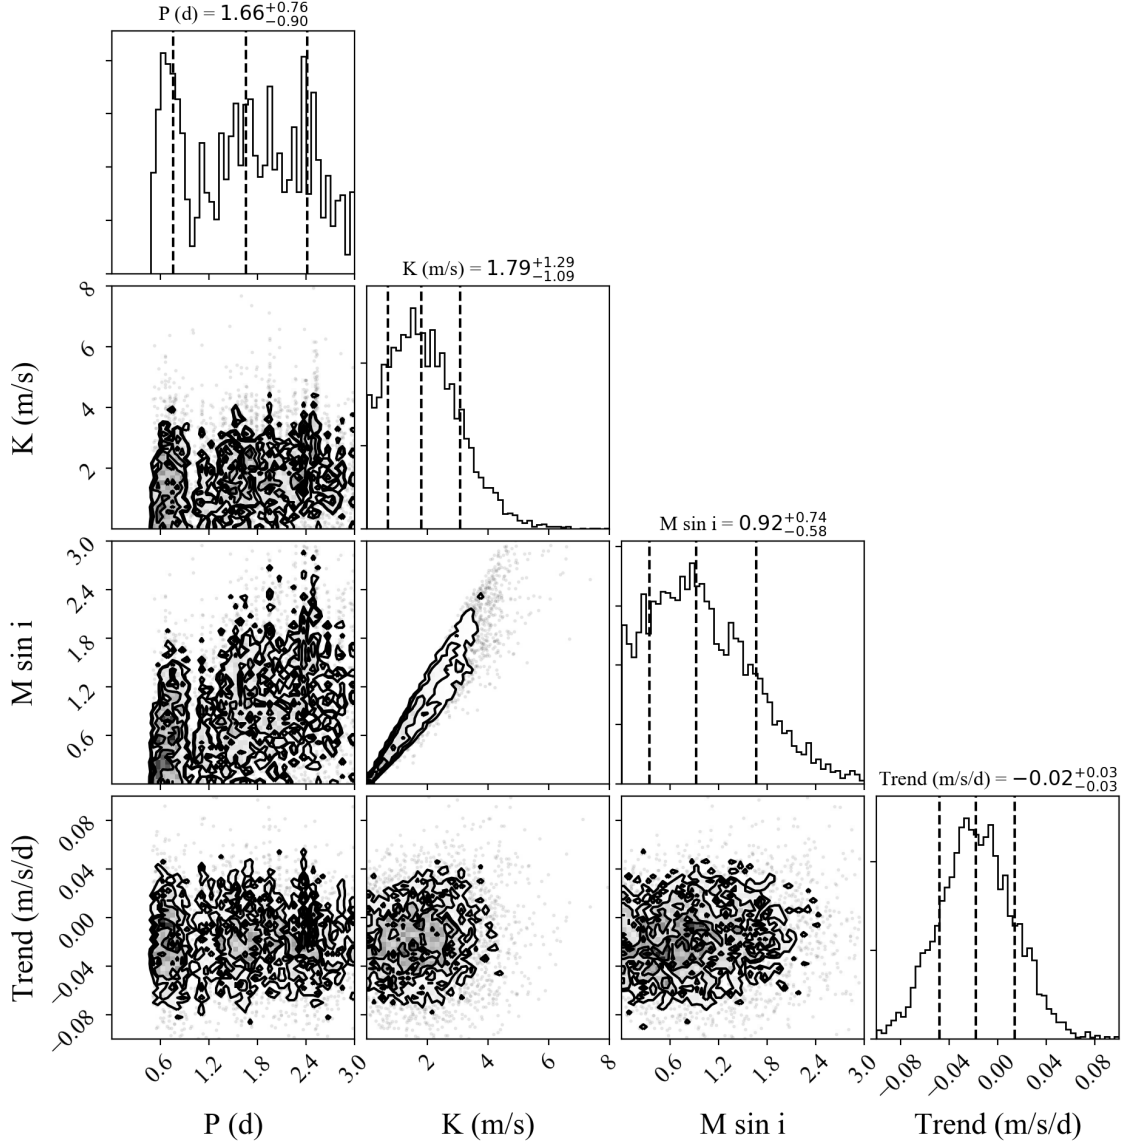 P (d) = 1.66 +0.76 −0.90
K (m/s) = 1.79 +1.29 −1.09
8
6
4
2
K (m/s)
M sin i = 0.92 +0.74 −0.58
3.0
2.4
1.8
1.2
0.6
M sin i
Trend (m/s/d) = −0.02 +0.03 −0.03
0.08
0.04
0.00
−0.04
−0.08
Trend (m/s/d)
0.6 1.2 1.8 2.4 3.0
2 4 6 8
0.6 1.2 1.8 2.4 3.0
−0.08 −0.04 0.00 0.04 0.08
P (d) K (m/s) M sin i Trend (m/s/d)